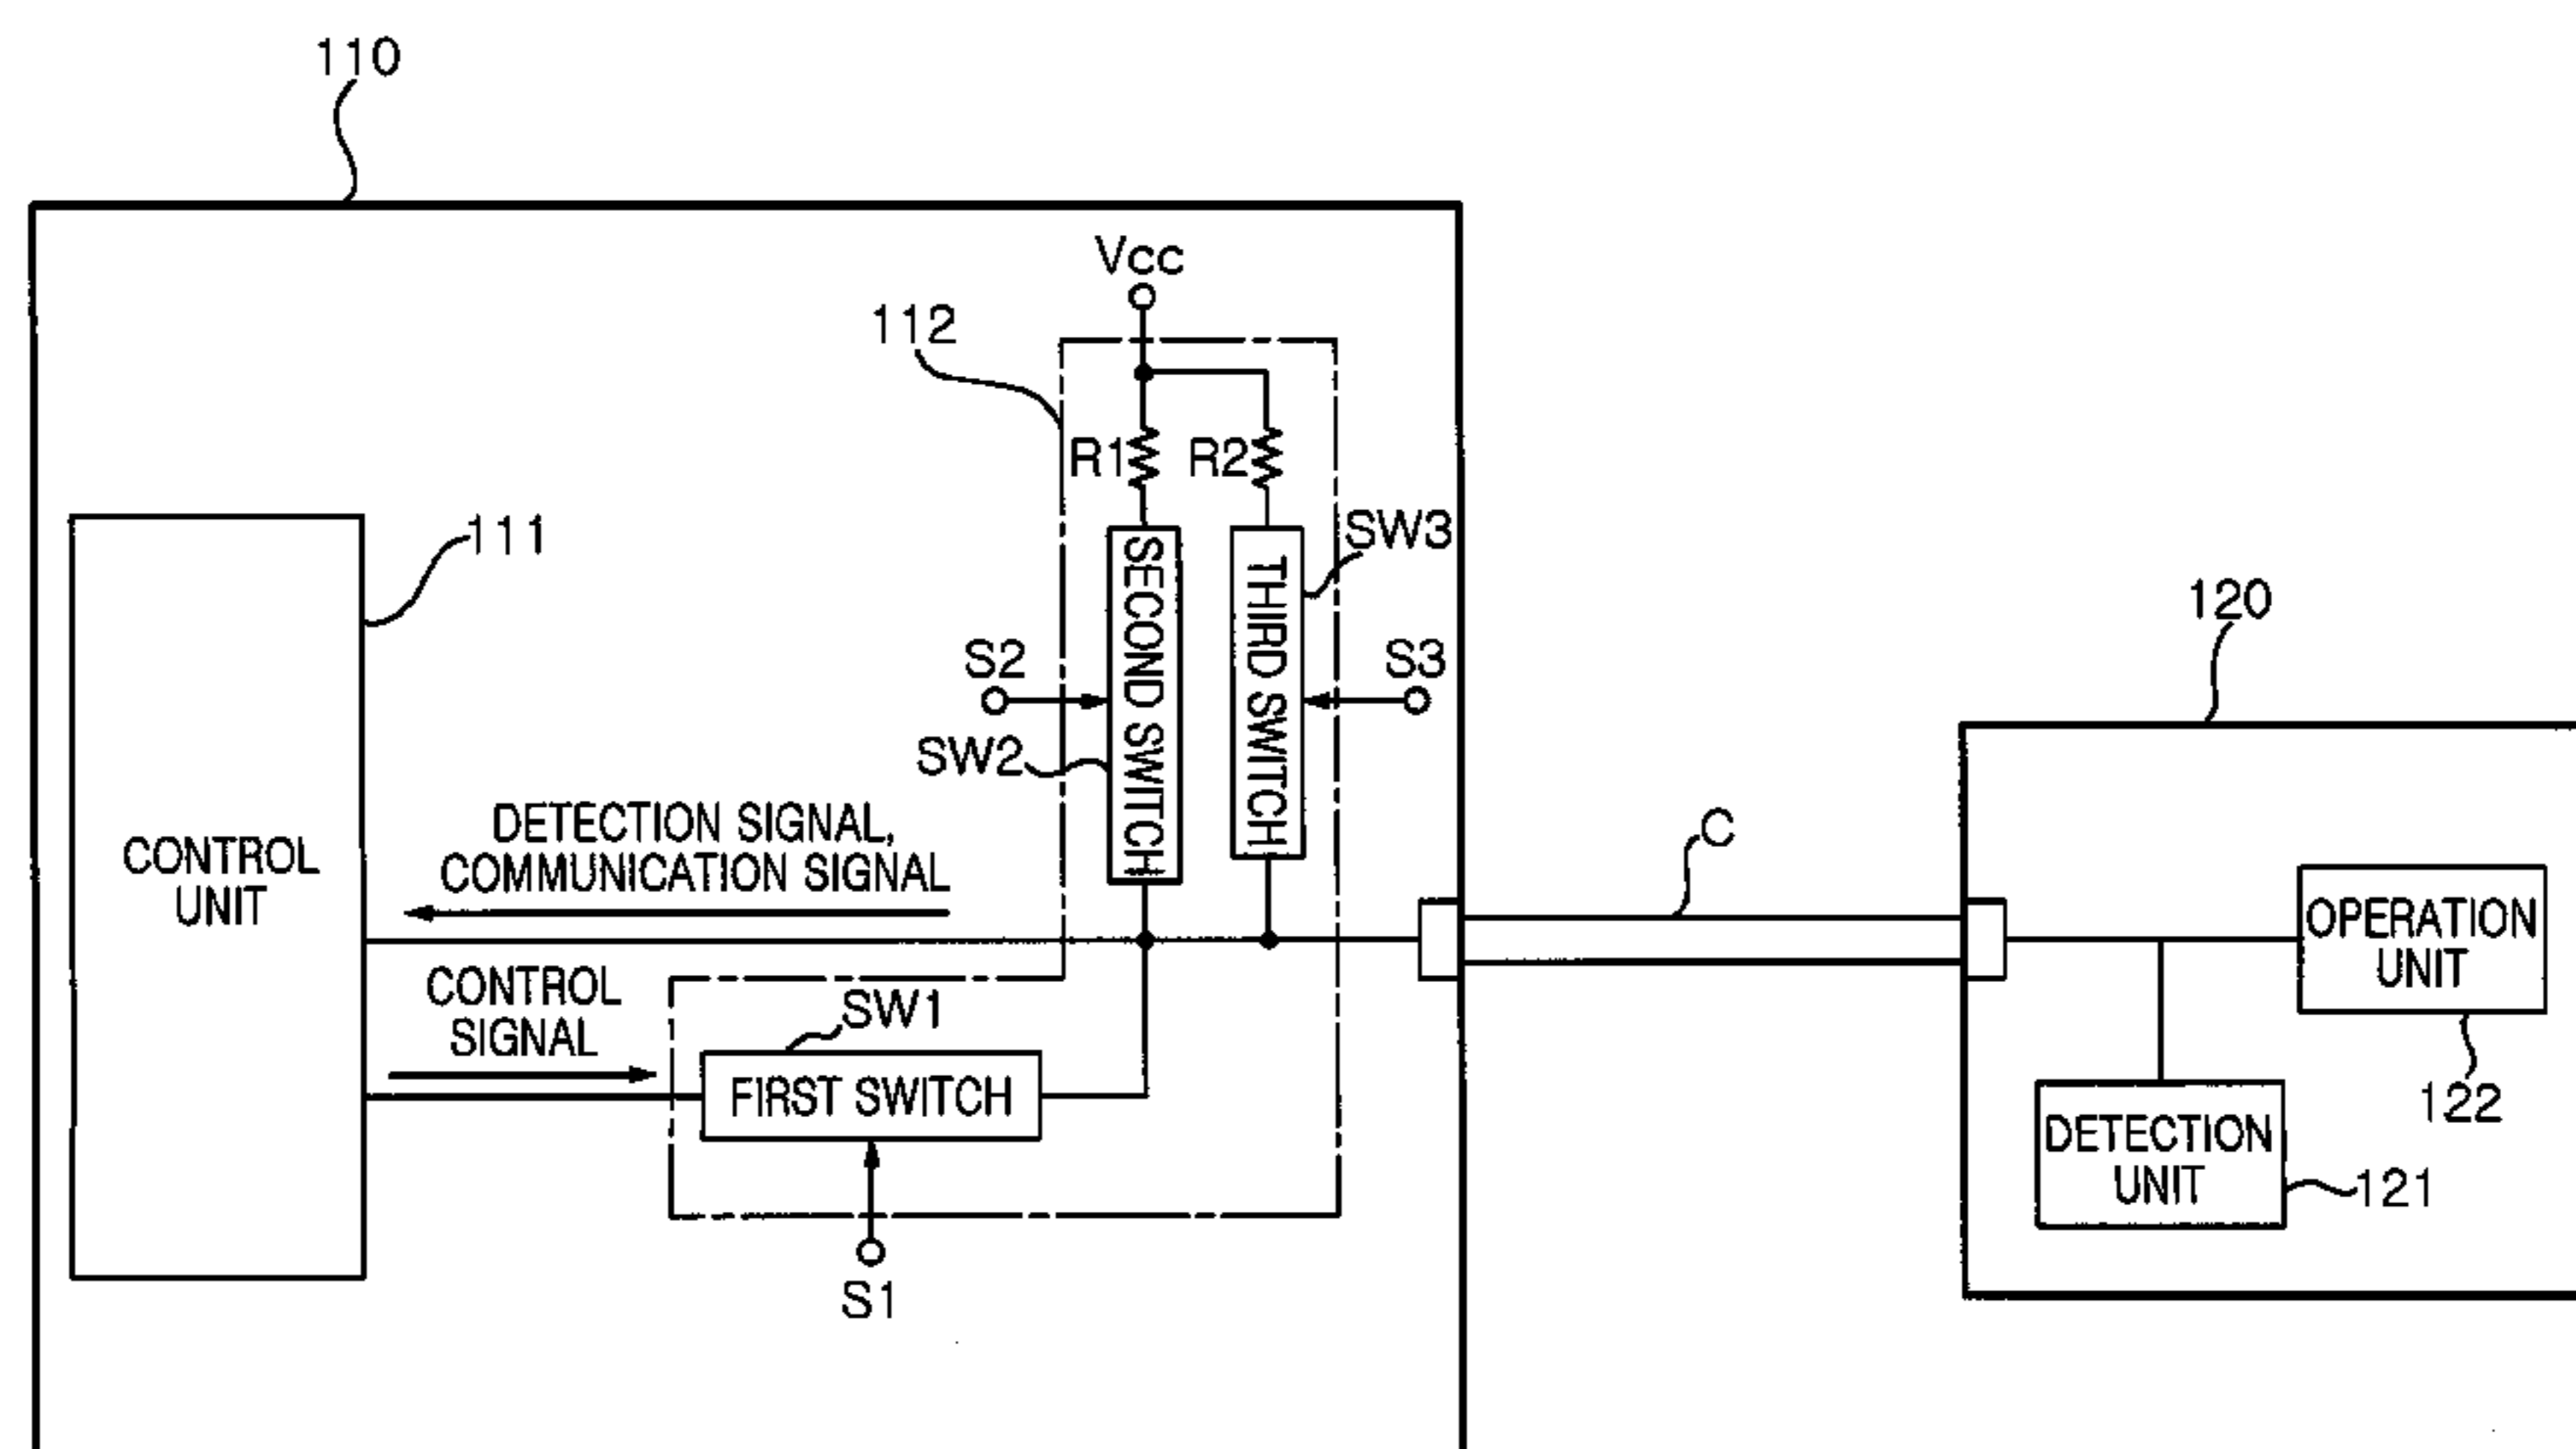 110
Vcc
112
R1
R2
111
SW3
SECOND SWITCH
THIRD SWITCH
120
S2
S3
SW2
DETECTION SIGNAL,
COMMUNICATION SIGNAL
C
CONTROL
UNIT
OPERATION
UNIT
CONTROL
SIGNAL
SW1
FIRST SWITCH
122
DETECTION
UNIT
121
S1